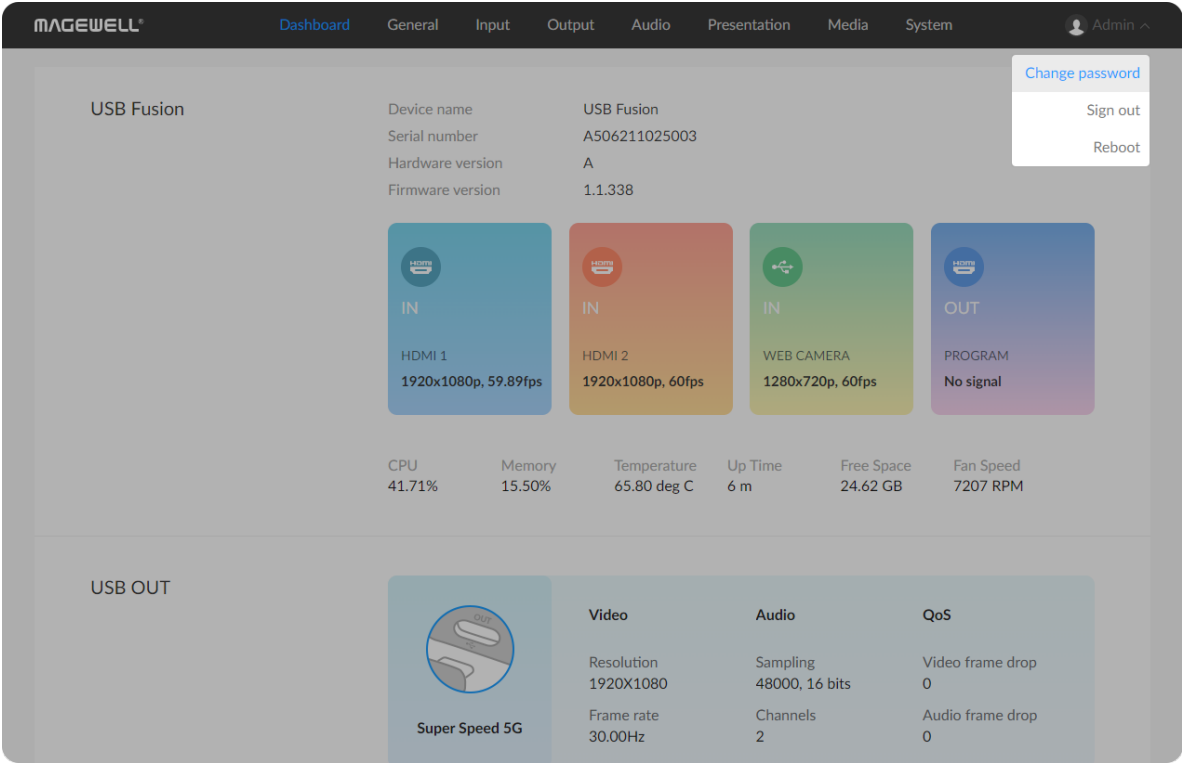 MAGEWELL®
Dashboard General Input Output Audio Presentation Media System Admin
Change password
Sign out
Reboot
USB Fusion
Device name USB Fusion
Serial number A506211025003
Hardware version A
Firmware version 1.1.338
HDMI HDMI HDMI
IN IN IN OUT
HDMI 1 HDMI 2 WEB CAMERA PROGRAM
1920x1080p, 59.89fps 1920x1080p, 60fps 1280x720p, 60fps No signal
CPU Memory Temperature Up Time Free Space Fan Speed
41.71% 15.50% 65.80 deg C 6 m 24.62 GB 7207 RPM
USB OUT
OUT
Super Speed 5G
Video Audio QoS
Resolution Sampling Video frame drop
1920X1080 48000, 16 bits 0
Frame rate Channels Audio frame drop
30.00Hz 2 0